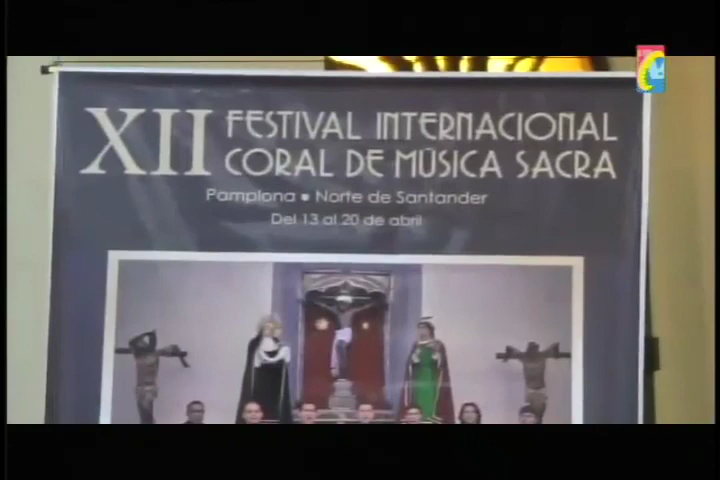 XII FESTIVAL INTERNACIONAL
CORAL DE MÚSICA SACRA
Pamplona • Norte de Santander
Del 13 al 20 de abril